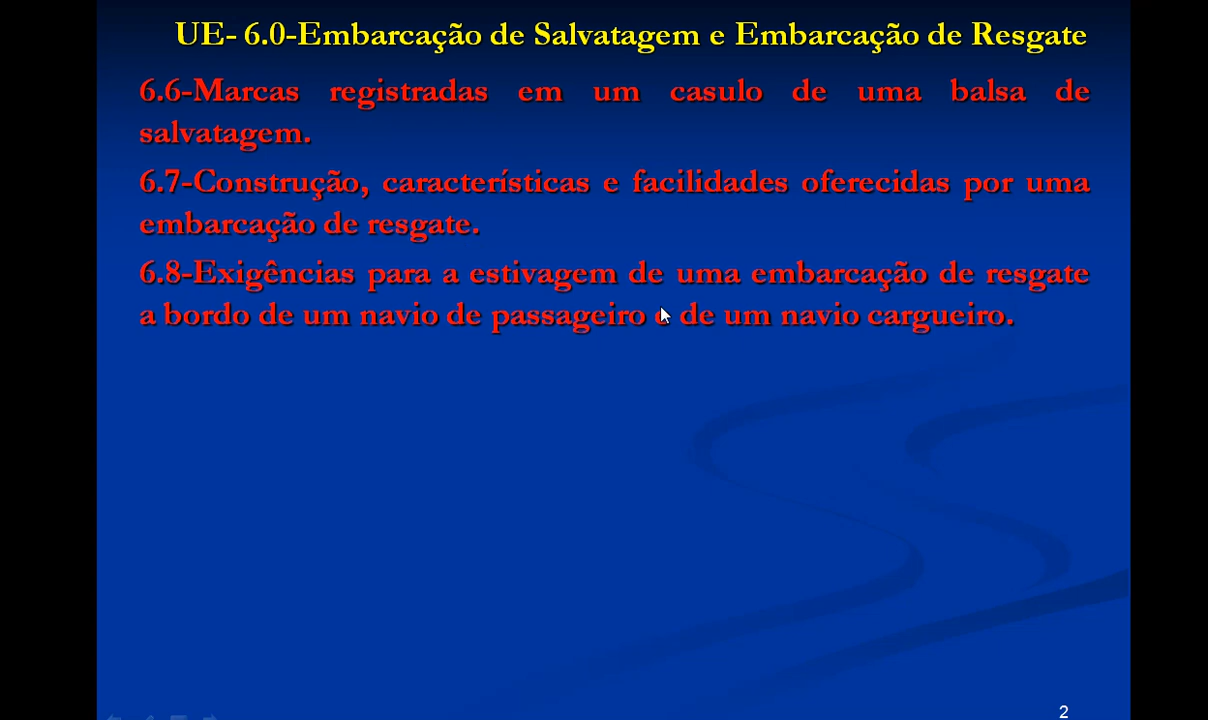 UE- 6.0-Embarcação de Salvatagem e Embarcação de Resgate
6.6-Marcas registradas em um casulo de uma balsa de
salvatagem.
6.7-Construção, características e facilidades oferecidas por uma
embarcação de resgate.
6.8-Exigências para a estivagem de uma embarcação de resgate
a bordo de um navio de passageiro e de um navio cargueiro.
2